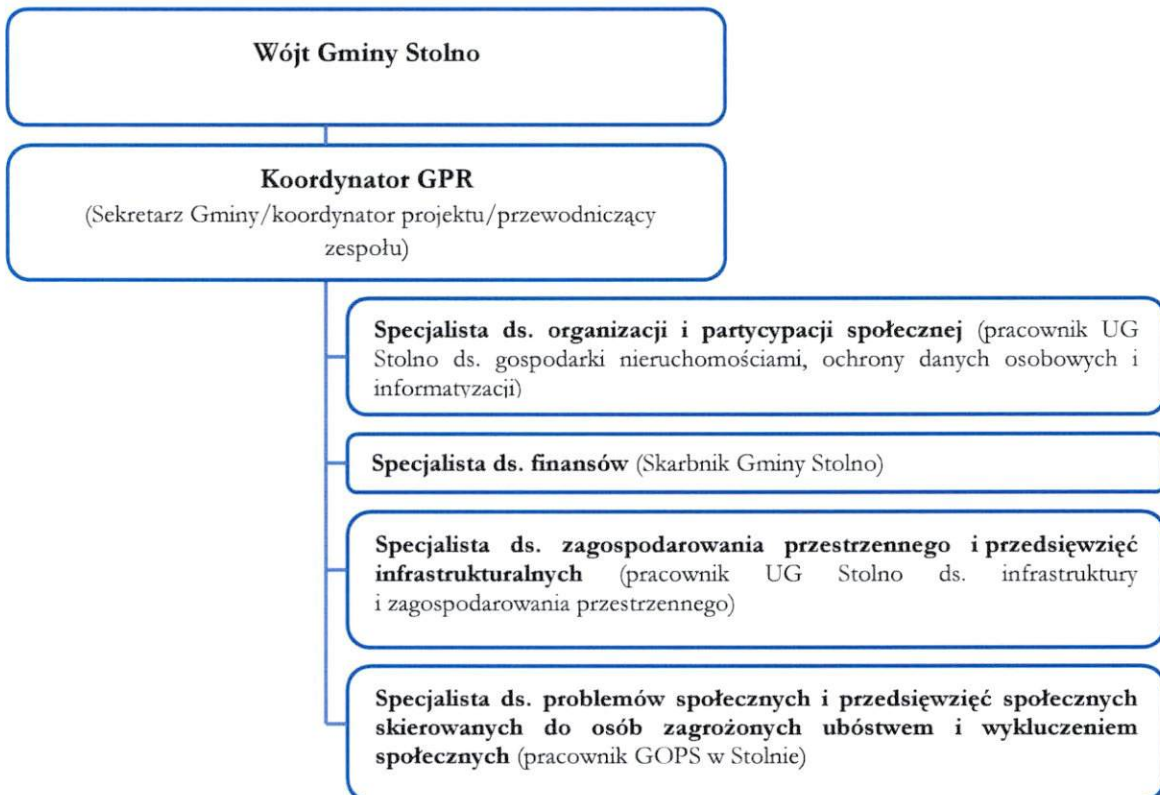 Wójt Gminy Stolno
Koordynator GPR
(Sekretarz Gminy/koordynator projektu/przewodniczący
zespołu)
Specjalista ds. organizacji i partycypacji społecznej (pracownik UG
Stolno ds. gospodarki nieruchomościami, ochrony danych osobowych i
informatyzacji)
Specjalista ds. finansów (Skarbnik Gminy Stolno)
Specjalista ds. zagospodarowania przestrzennego i przedsięwzięć
infrastrukturalnych (pracownik UG Stolno ds. infrastruktury
i zagospodarowania przestrzennego)
Specjalista ds. problemów społecznych i przedsięwzięć społecznych
skierowanych do osób zagrożonych ubóstwem i wykluczeniem
społecznych (pracownik GOPS w Stolnie)